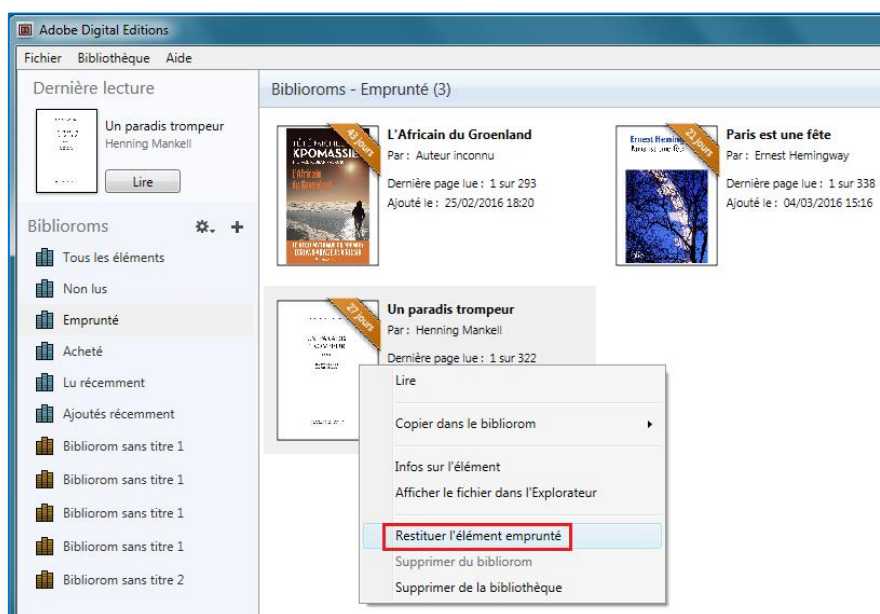 Adobe Digital Editions
Fichier Bibliothèque Aide
Dernière lecture
Un paradis trompeur
Henning Mankell
Lire
Biblioroms
Tous les éléments
Non lus
Emprunté
Acheté
Lu récemment
Ajoutés récemment
Bibliorom sans titre 1
Bibliorom sans titre 1
Bibliorom sans titre 1
Bibliorom sans titre 1
Bibliorom sans titre 2
Biblioroms - Emprunté (3)
43 jours
KPOMASSIE
L'Africain
du Groenland
L'Africain du Groenland
Par : Auteur inconnu
Dernière page lue : 1 sur 293
Ajouté le : 25/02/2016 18:20
21 jours
Ernest Heming
Paris est une fête
Par : Ernest Hemingway
Dernière page lue : 1 sur 338
Ajouté le : 04/03/2016 15:16
27 jours
Un paradis trompeur
Par : Henning Mankell
Dernière page lue : 1 sur 322
Lire
Copier dans le bibliorom
Infos sur l'élément
Afficher le fichier dans l'Explorateur
Restituer l'élément emprunté
Supprimer du bibliorom
Supprimer de la bibliothèque